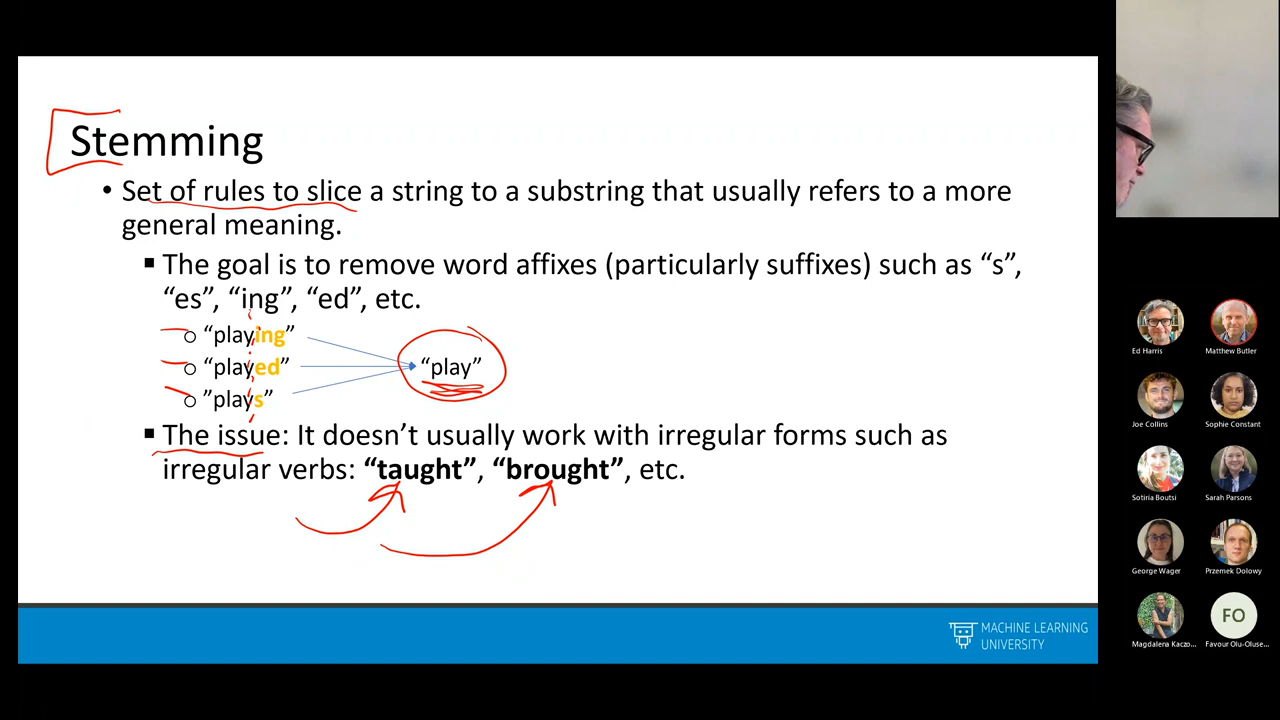 Stemming
• Set of rules to slice a string to a substring that usually refers to a more
general meaning.
▪ The goal is to remove word affixes (particularly suffixes) such as “s”,
“es”, “ing”, “ed”, etc.
o “playing”
o “played”
o ”plays”
“play”
▪ The issue: It doesn’t usually work with irregular forms such as
irregular verbs: “taught”, “brought”, etc.
MACHINE LEARNING
UNIVERSITY
Ed Harris
Matthew Butler
Joe Collins
Sophie Constant
Sotiria Boutsi
Sarah Parsons
George Wager
Przemek Dolowy
FO
Magdalena Kaczo...
Favour Olu-Oluse...